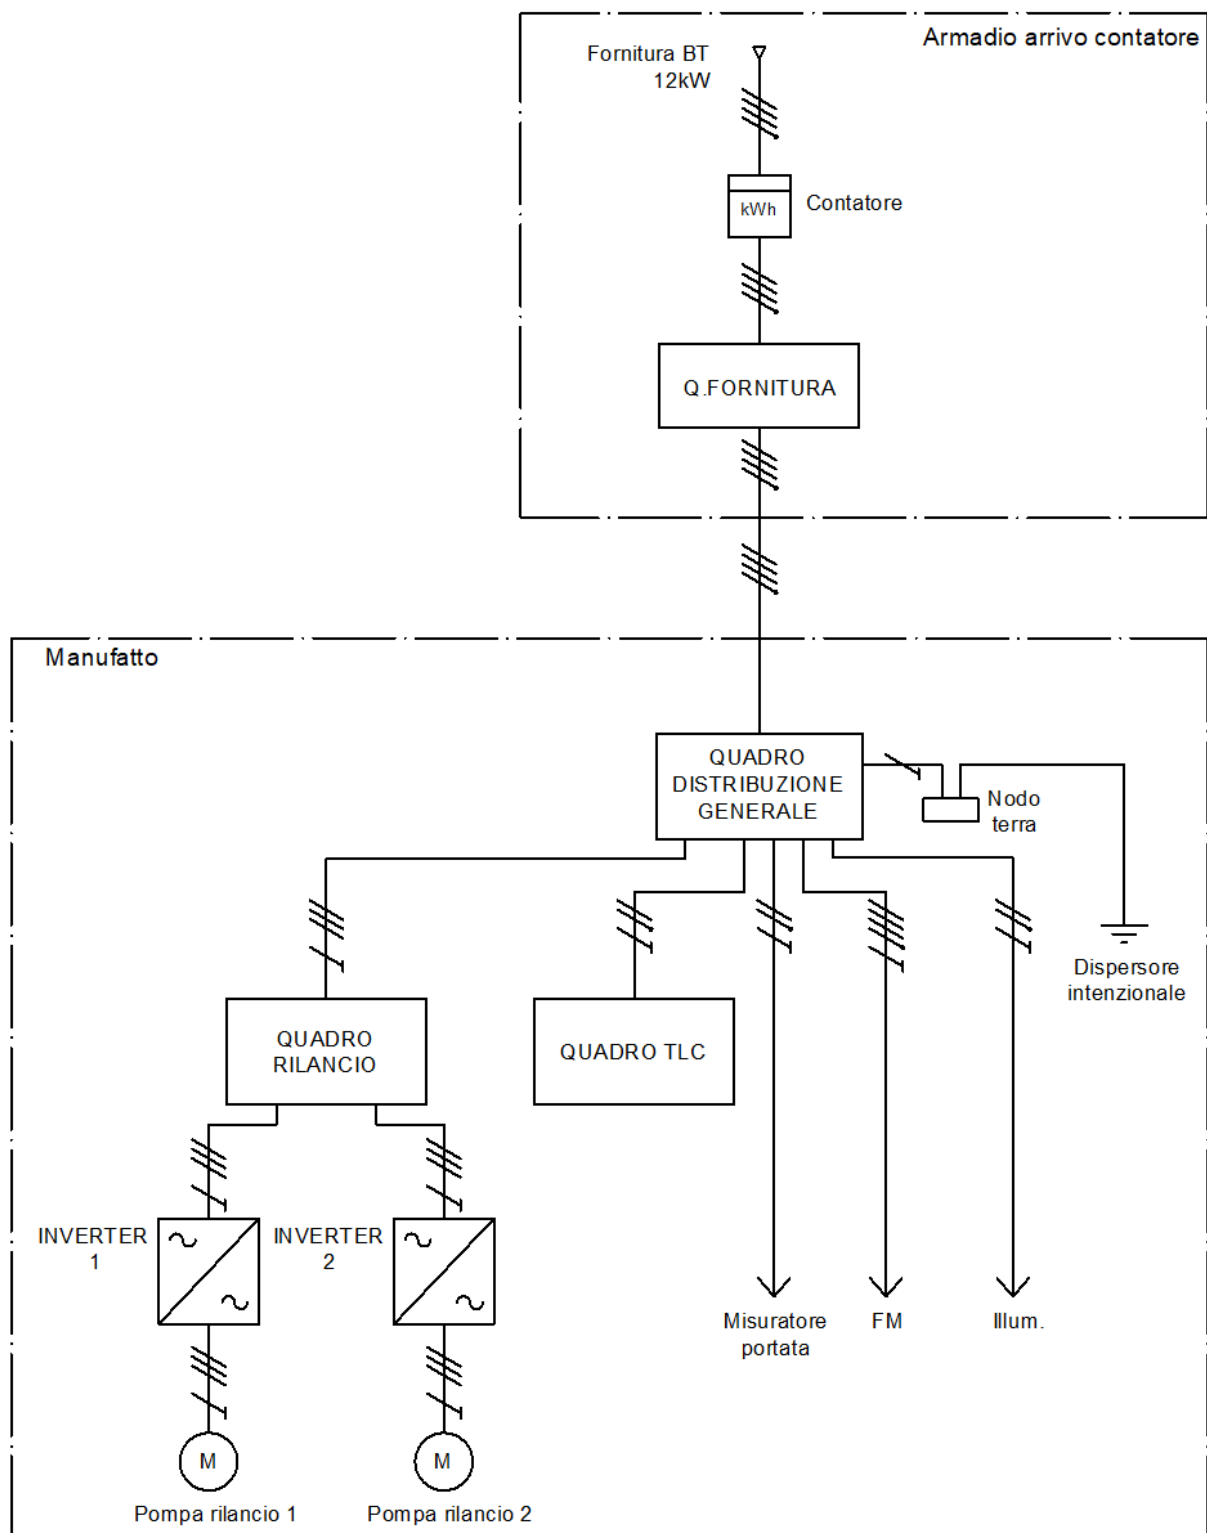 Armadio arrivo contatore
Fornitura BT
12kW
kWh
Contatore
Q.FORNITURA
Manufatto
QUADRO
DISTRIBUZIONE
GENERALE
Nodo
terra
Dispersore
intenzionale
QUADRO
RILANCIO
QUADRO TLC
INVERTER
1
INVERTER
2
Misuratore
portata
FM
Illum.
M
M
Pompa rilancio 1
Pompa rilancio 2